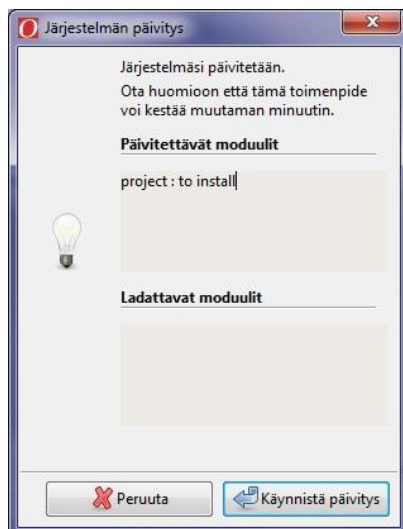 Järjestelmän päivitys
Järjestelmäsi päivitetään.
Ota huomioon että tämä toimenpide
voi kestää muutaman minuutin.
Päivitettävät moduulit
project : to install
Ladattavat moduulit
Peruuta
Käynnistä päivitys